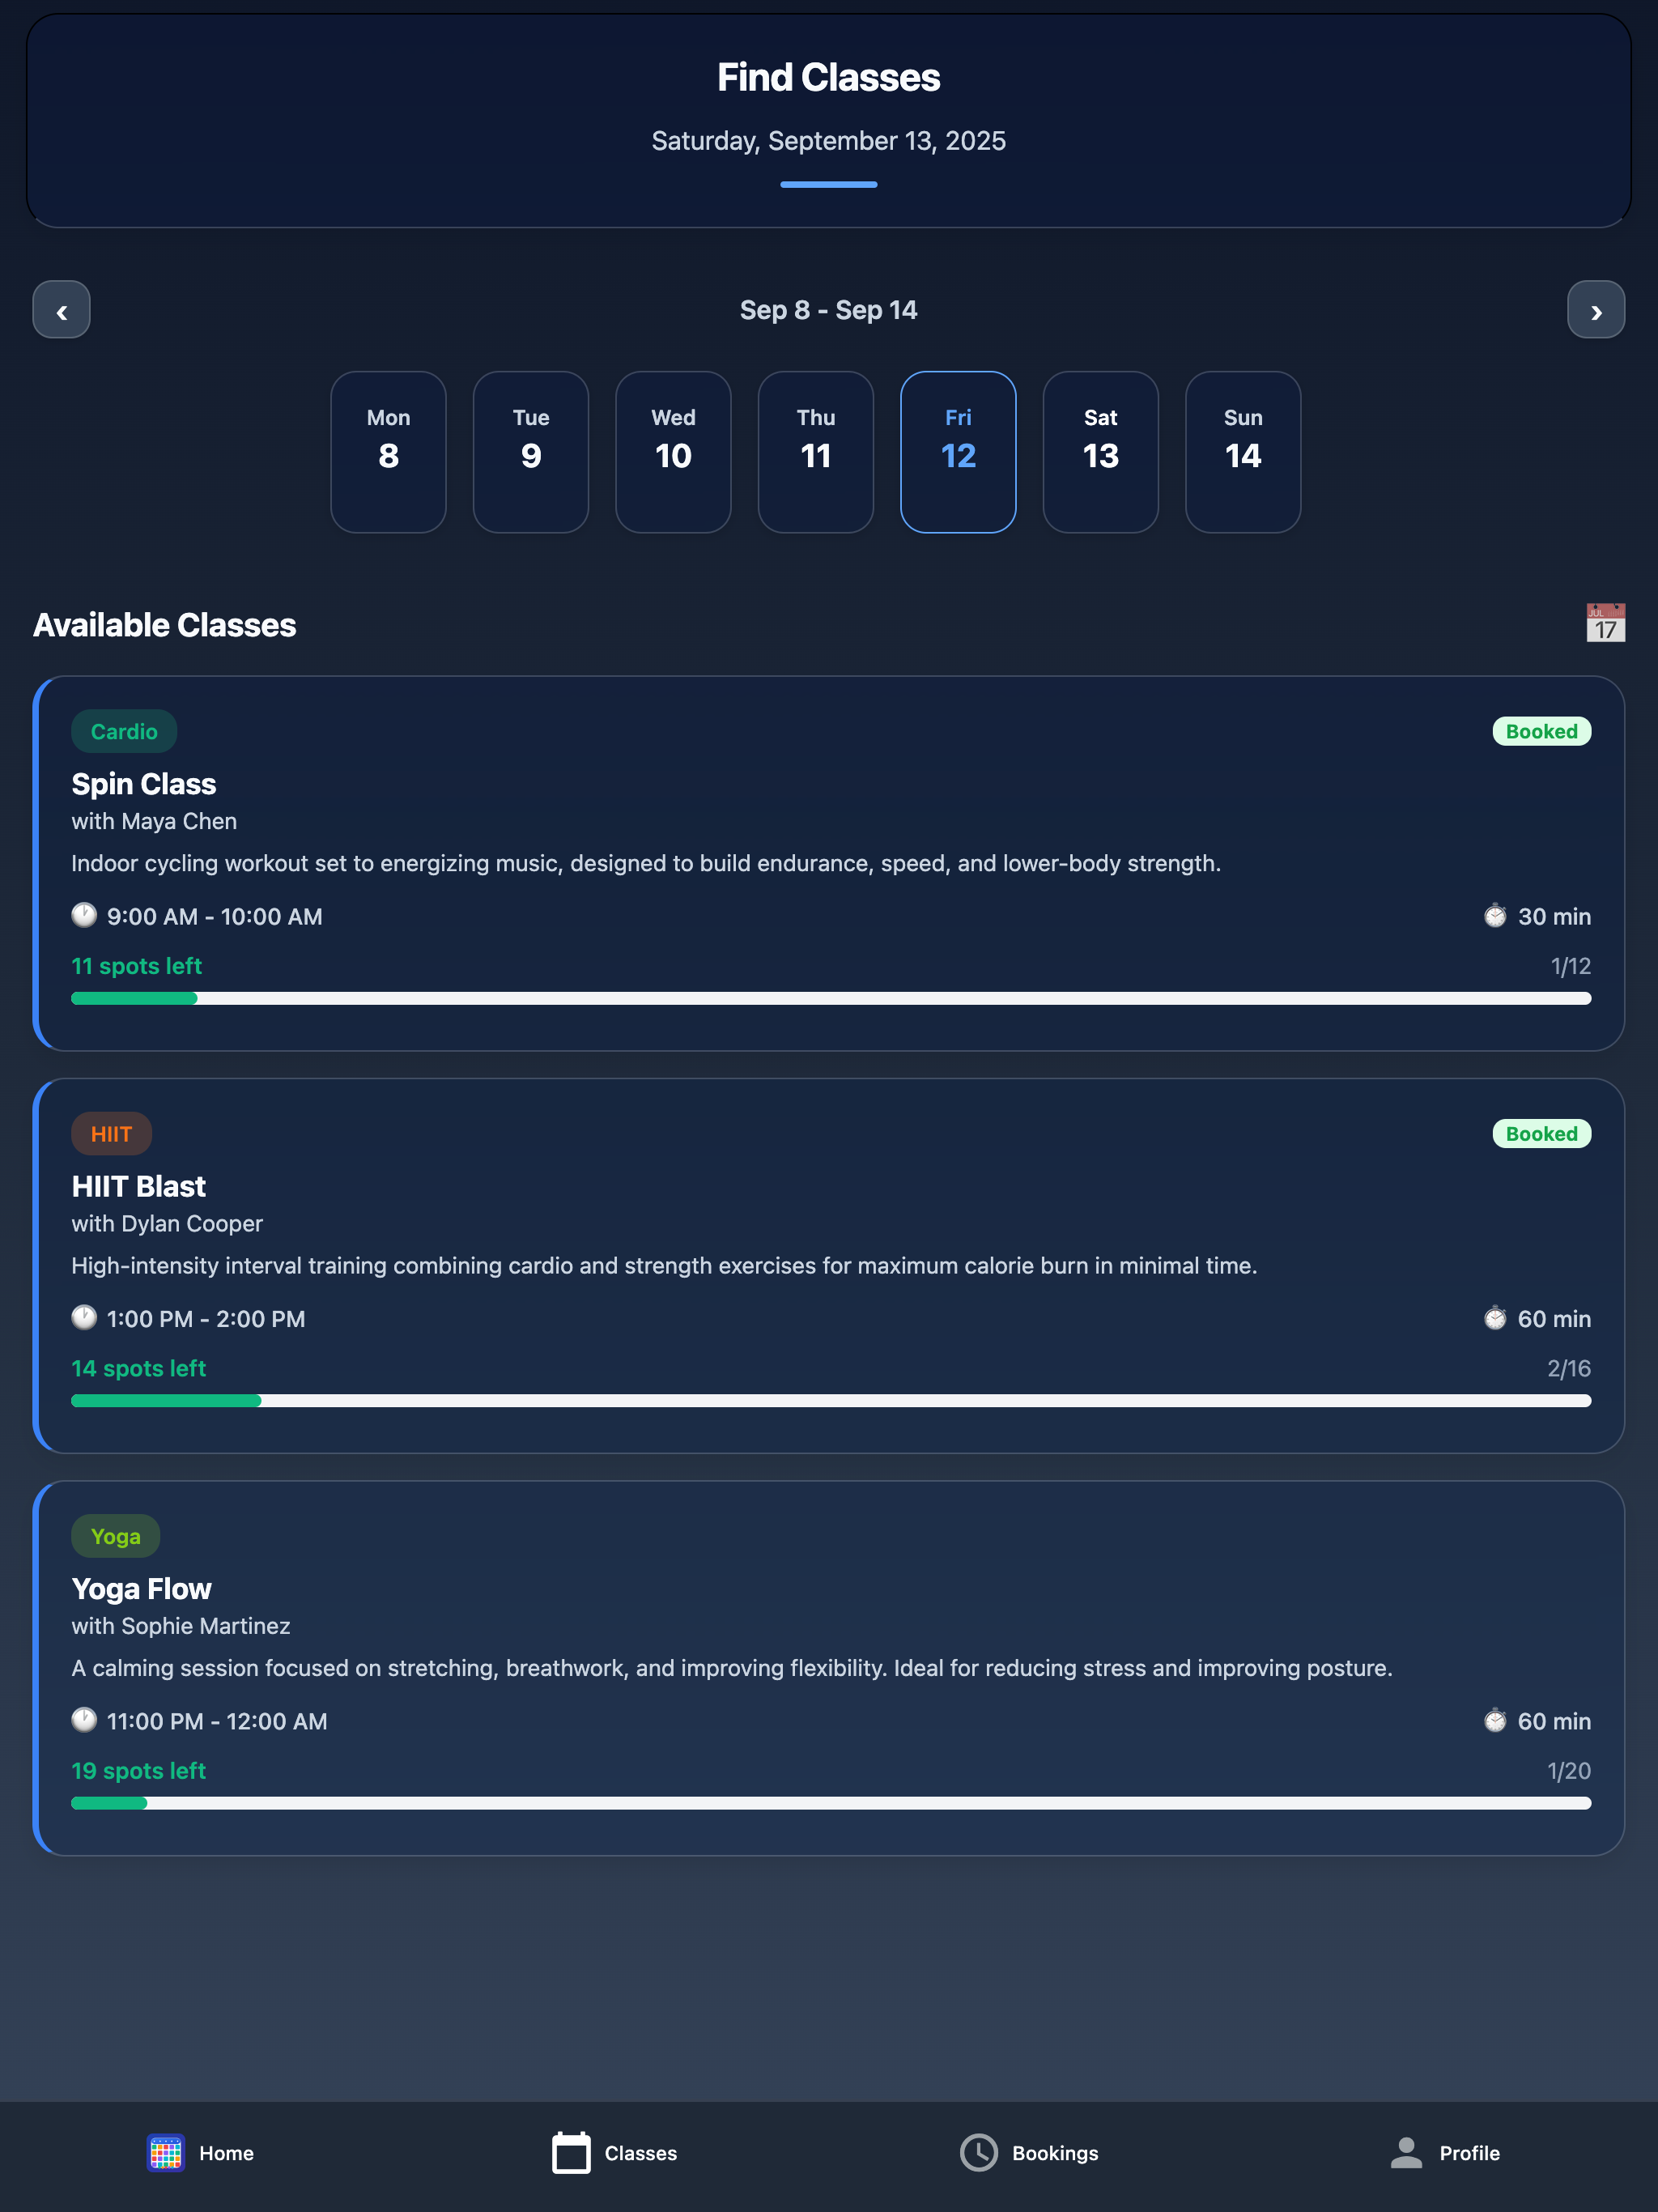 Find Classes
Saturday, September 13, 2025
‹ Sep 8 - Sep 14 ›
Mon Tue Wed Thu Fri Sat Sun
8 9 10 11 12 13 14
Available Classes
JUL
17
Cardio Booked
Spin Class
with Maya Chen
Indoor cycling workout set to energizing music, designed to build endurance, speed, and lower-body strength.
9:00 AM - 10:00 AM 30 min
11 spots left 1/12
HIIT Booked
HIIT Blast
with Dylan Cooper
High-intensity interval training combining cardio and strength exercises for maximum calorie burn in minimal time.
1:00 PM - 2:00 PM 60 min
14 spots left 2/16
Yoga
Yoga Flow
with Sophie Martinez
A calming session focused on stretching, breathwork, and improving flexibility. Ideal for reducing stress and improving posture.
11:00 PM - 12:00 AM 60 min
19 spots left 1/20
Home Classes Bookings Profile